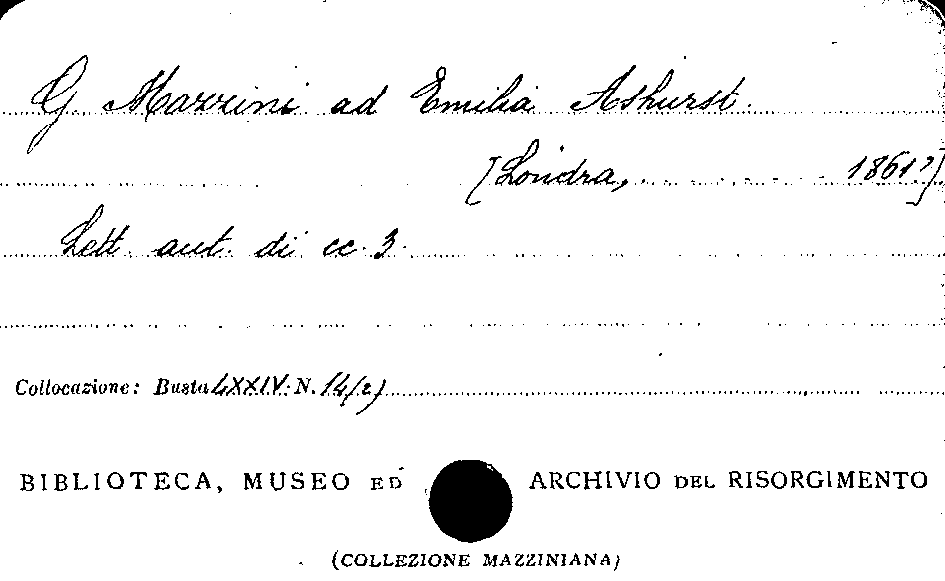 G. Mazzini ad Emilia Ashurst.
[Londra, 1861?]
Lett. aut. di cc. 3.
Collocazione: Busta LXXIV. N. 14(2)
BIBLIOTECA, MUSEO ED ARCHIVIO DEL RISORGIMENTO
(COLLEZIONE MAZZINIANA)